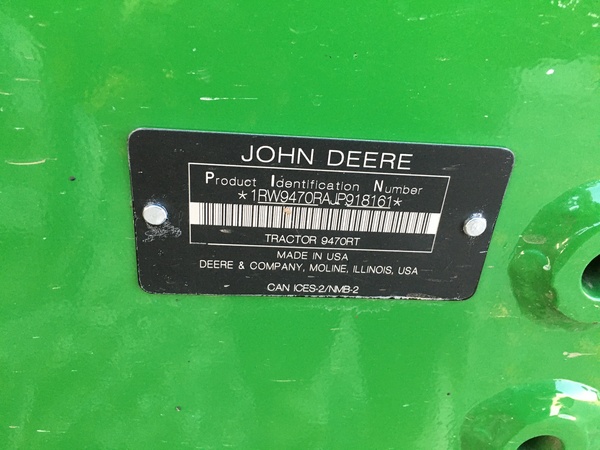 JOHN DEERE
Product Identification Number
*1RW9470RAJP918161*
TRACTOR 9470RT
MADE IN USA
DEERE & COMPANY, MOLINE, ILLINOIS, USA
CAN ICES-2/NMB-2